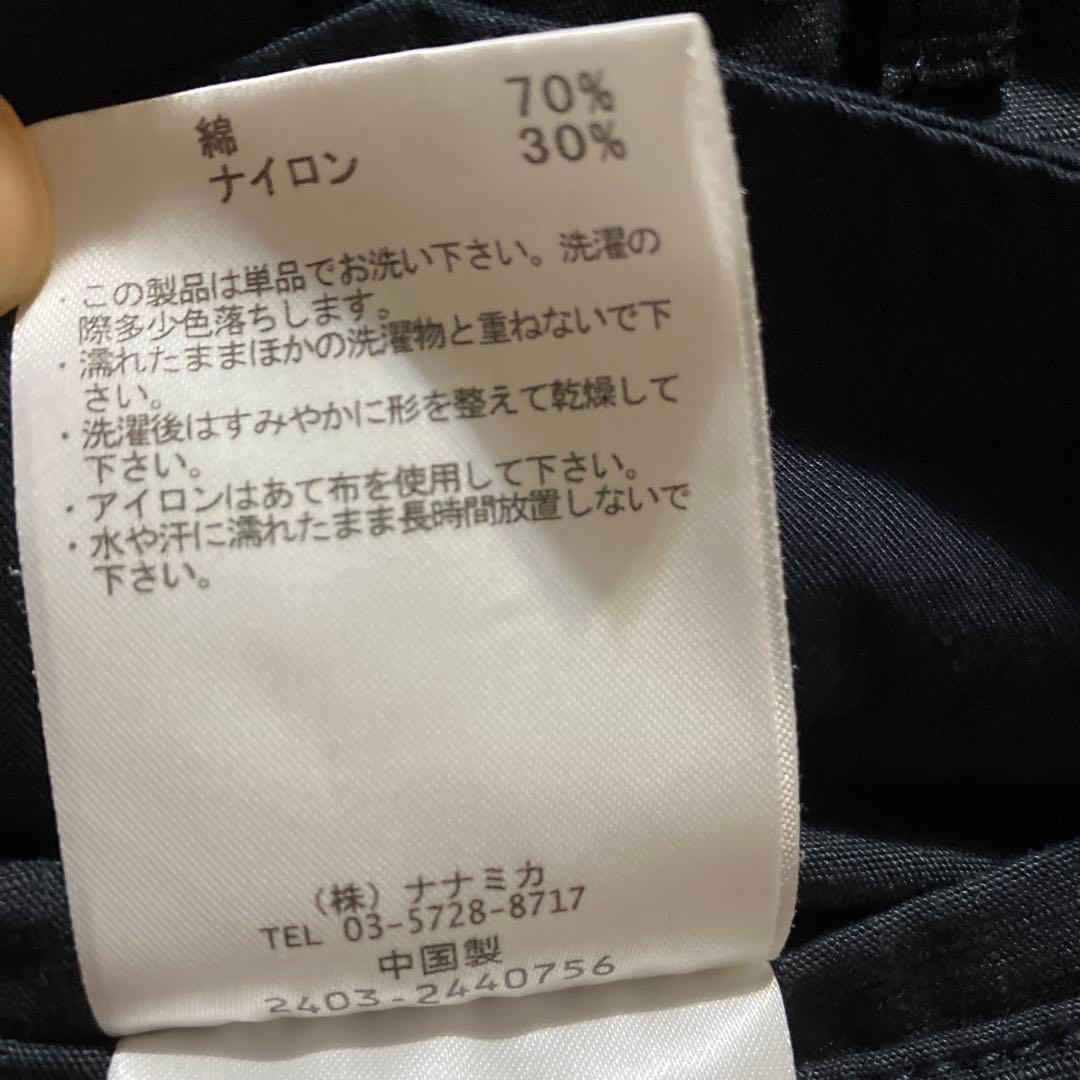 綿 70%
ナイロン 30%
・この製品は単品でお洗い下さい。洗濯の
際多少色落ちします。
・濡れたままほかの洗濯物と重ねないで下
さい。
・洗濯後はすみやかに形を整えて乾燥して
下さい。
・アイロンはあて布を使用して下さい。
・水や汗に濡れたまま長時間放置しないで
下さい。
(株)ナナミカ
TEL 03-5728-8717
中国製
2403-2440756